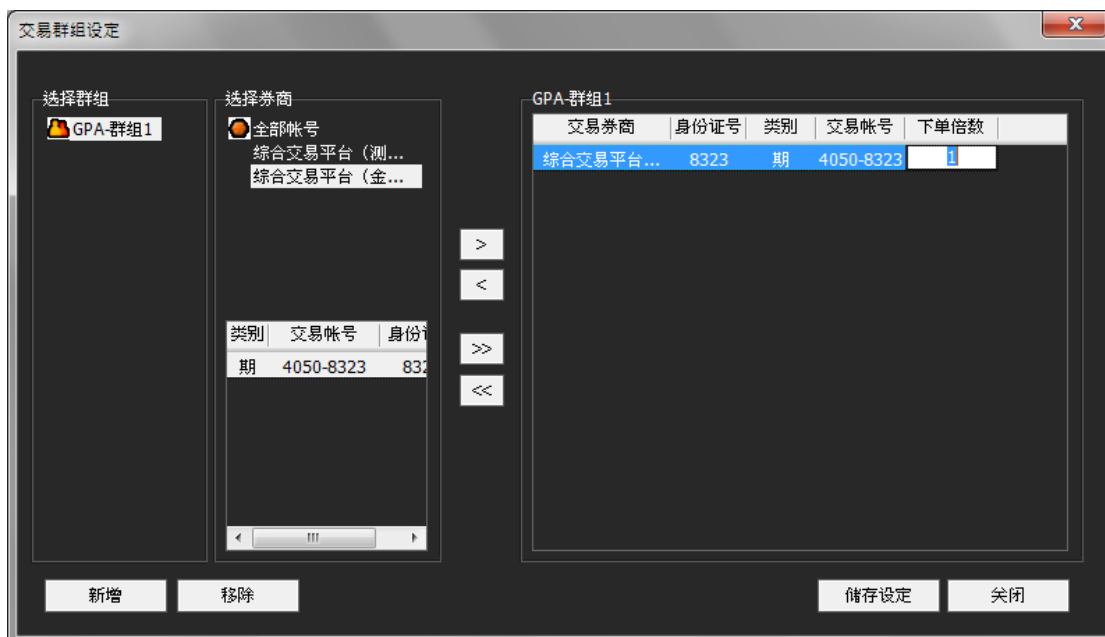 交易群组设定
选择群组
GPA-群组1
选择券商
全部帐号
综合交易平台（测...
综合交易平台（金...
类别 交易帐号 身份
期 4050-8323 832
>
<
>>
<<
GPA-群组1
交易券商 身份证号 类别 交易帐号 下单倍数
综合交易平台... 8323 期 4050-8323 1
新增 移除 储存设定 关闭